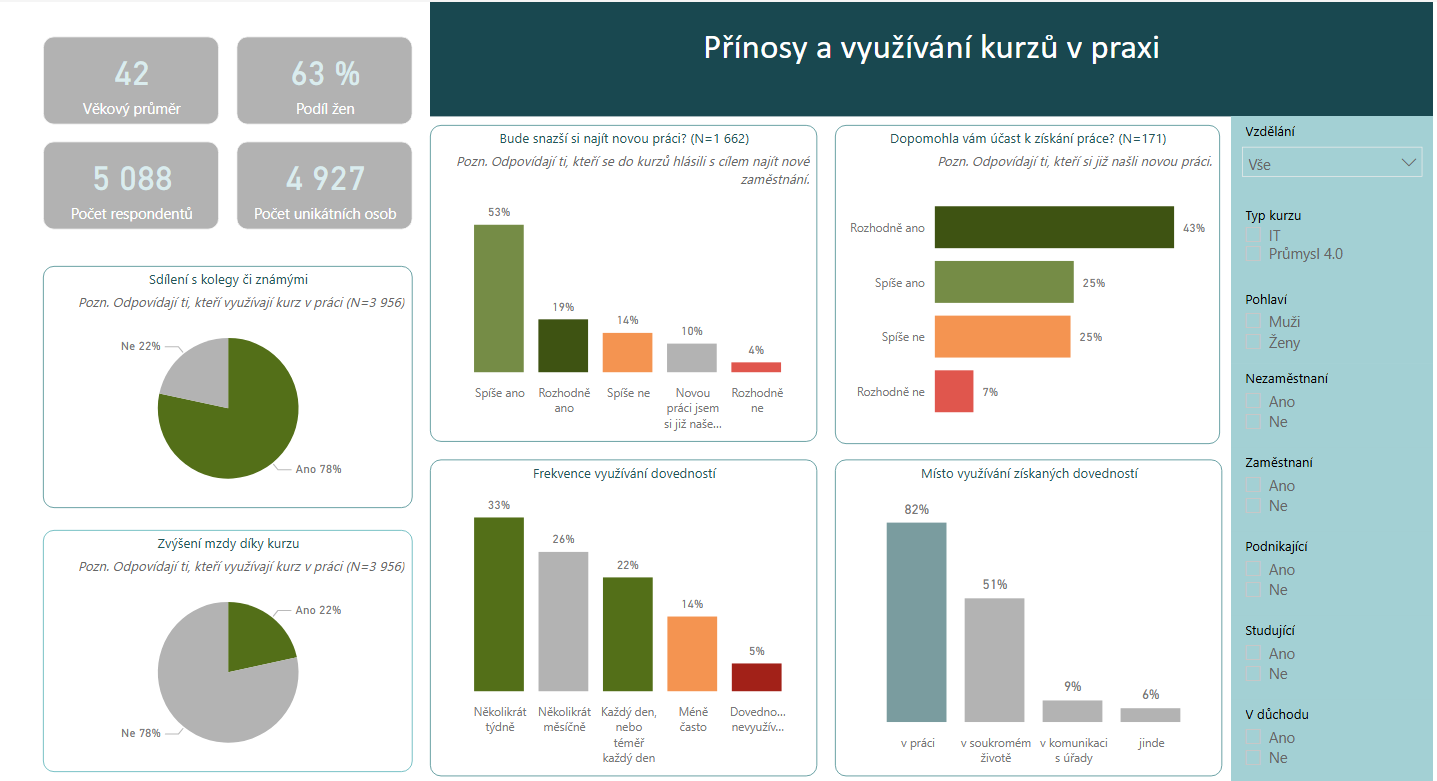 Přínosy a využívání kurzů v praxi
42
Věkový průměr
63 %
Podíl žen
5 088
Počet respondentů
4 927
Počet unikátních osob
Sdílení s kolegy či známými
Pozn. Odpovídají ti, kteří využívají kurz v práci (N=3 956)
Ne 22%
Ano 78%
Zvýšení mzdy díky kurzu
Pozn. Odpovídají ti, kteří využívají kurz v práci (N=3 956)
Ano 22%
Ne 78%
Bude snazší si najít novou práci? (N=1 662)
Pozn. Odpovídají ti, kteří se do kurzů hlásili s cílem najít nové
zaměstnání.
53%
19%
14%
10%
4%
Spíše ano
Rozhodně
ano
Spíše ne
Novou
práci jsem
si již naše...
Rozhodně
ne
Dopomohla vám účast k získání práce? (N=171)
Pozn. Odpovídají ti, kteří si již našli novou práci.
Rozhodně ano
43%
Spíše ano
25%
Spíše ne
25%
Rozhodně ne
7%
Frekvence využívání dovedností
33%
26%
22%
14%
5%
Několikrát
týdně
Několikrát
měsíčně
Každý den,
nebo
téměř
každý den
Méně
často
Dovedno...
nevyužív...
Místo využívání získaných dovedností
82%
51%
9%
6%
v práci
v soukromém
životě
v komunikaci
s úřady
jinde
Vzdělání
Vše
Typ kurzu
IT
Průmysl 4.0
Pohlaví
Muži
Ženy
Nezaměstnaní
Ano
Ne
Zaměstnaní
Ano
Ne
Podnikající
Ano
Ne
Studující
Ano
Ne
V důchodu
Ano
Ne